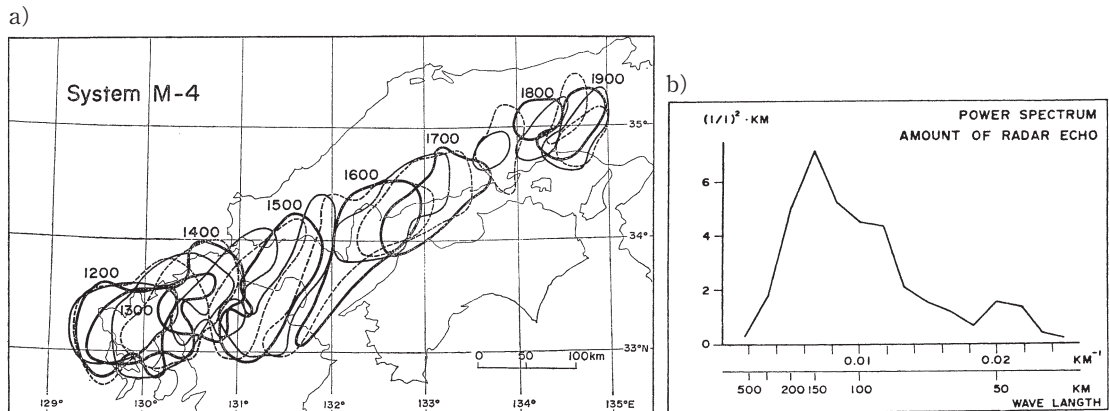 a)
System M-4
1200
1300
1400
1500
1600
1700
1800
1900
35°
34°
33°N
0 50 100km
129° 130° 131° 132° 133° 134° 135°E
b)
(1/1)² · KM
POWER SPECTRUM
AMOUNT OF RADAR ECHO
6
4
2
0
0.01 0.02 KM⁻¹
500 200 150 100 50 KM
WAVE LANGTH